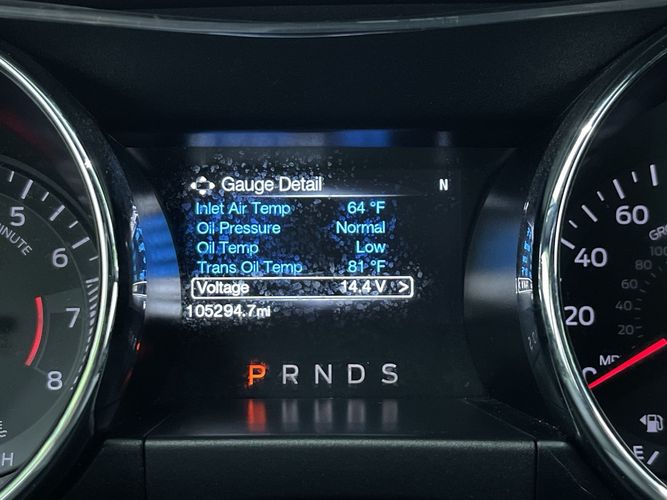 Gauge Detail N
Inlet Air Temp 64 °F
Oil Pressure Normal
Oil Temp Low
Trans Oil Temp 81 °F
Voltage 14.4 V >
105294.7mi
P R N D S
5
6
7
8
H
60
40
20
100
80
60
40
20
E